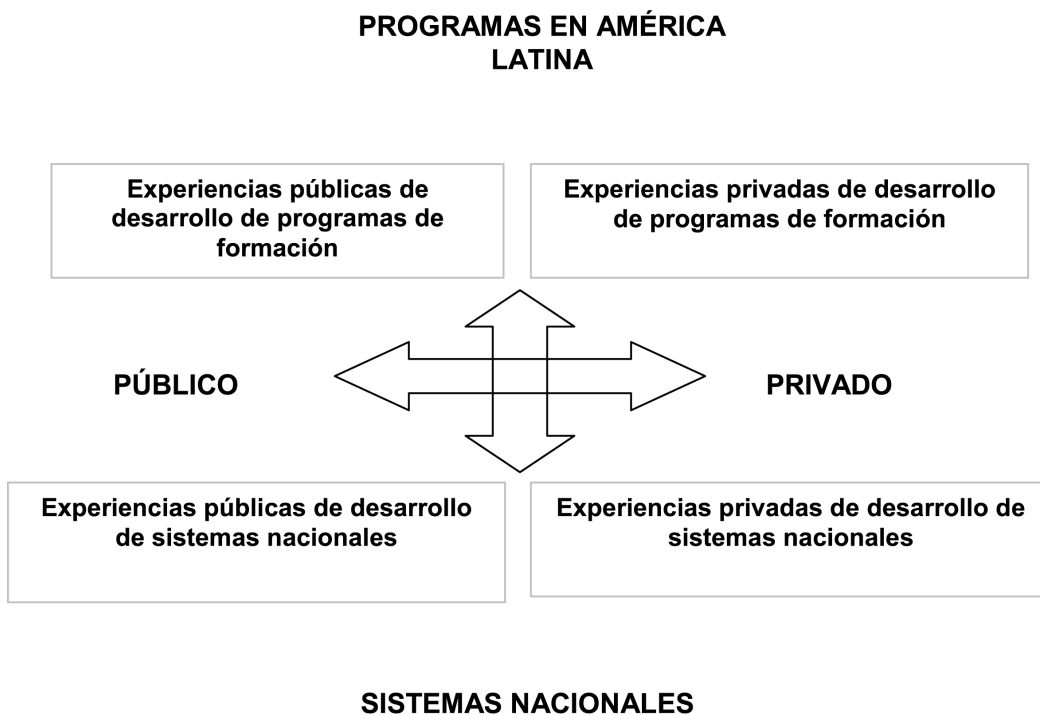 PROGRAMAS EN AMÉRICA
LATINA
Experiencias públicas de
desarrollo de programas de
formación
Experiencias privadas de desarrollo
de programas de formación
PÚBLICO
PRIVADO
Experiencias públicas de desarrollo
de sistemas nacionales
Experiencias privadas de desarrollo de
sistemas nacionales
SISTEMAS NACIONALES